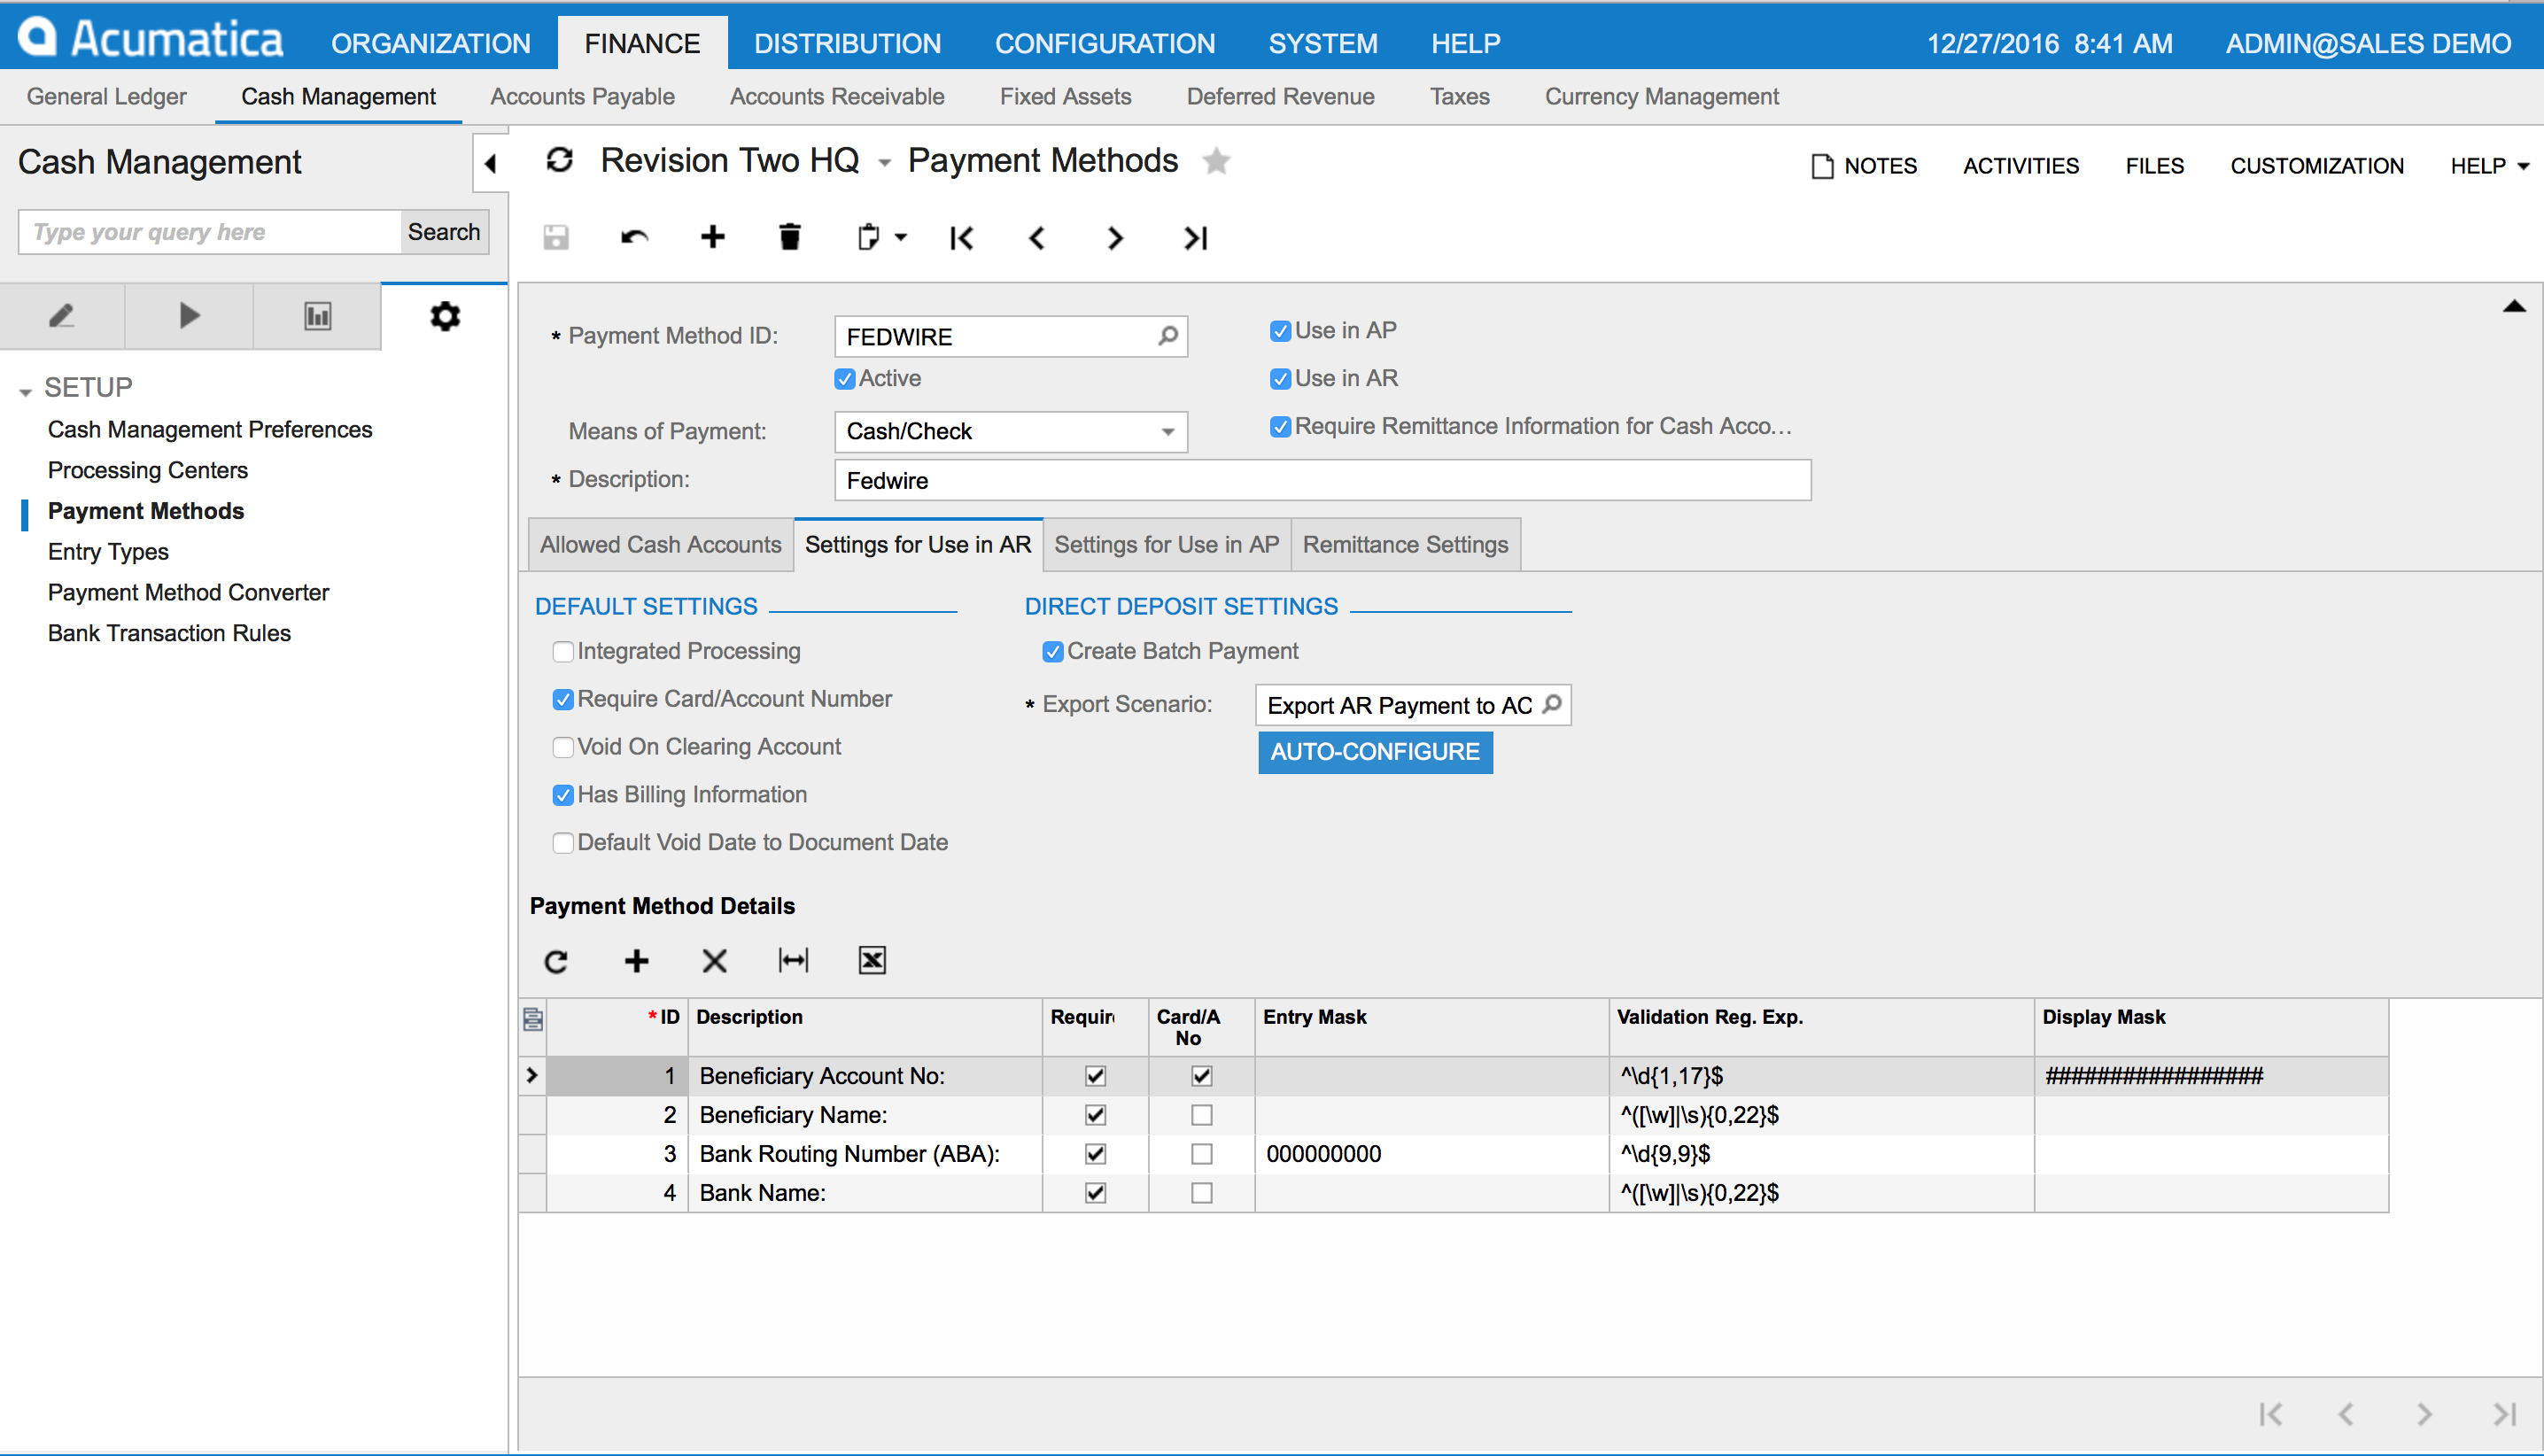 Acumatica ORGANIZATION FINANCE DISTRIBUTION CONFIGURATION SYSTEM HELP 12/27/2016 8:41 AM ADMIN@SALES DEMO
General Ledger Cash Management Accounts Payable Accounts Receivable Fixed Assets Deferred Revenue Taxes Currency Management
Cash Management
Type your query here Search
SETUP
Cash Management Preferences
Processing Centers
Payment Methods
Entry Types
Payment Method Converter
Bank Transaction Rules
Revision Two HQ Payment Methods
NOTES ACTIVITIES FILES CUSTOMIZATION HELP
* Payment Method ID: FEDWIRE Use in AP
Active Use in AR
Means of Payment: Cash/Check Require Remittance Information for Cash Acco...
* Description: Fedwire
Allowed Cash Accounts Settings for Use in AR Settings for Use in AP Remittance Settings
DEFAULT SETTINGS
Integrated Processing
Require Card/Account Number
Void On Clearing Account
Has Billing Information
Default Void Date to Document Date
DIRECT DEPOSIT SETTINGS
Create Batch Payment
* Export Scenario: Export AR Payment to AC
AUTO-CONFIGURE
Payment Method Details
* ID Description Require Card/A No Entry Mask Validation Reg. Exp. Display Mask
1 Beneficiary Account No: ^\d{1,17}$ #################
2 Beneficiary Name: ^([\w]|\s){0,22}$
3 Bank Routing Number (ABA): 000000000 ^\d{9,9}$
4 Bank Name: ^([\w]|\s){0,22}$